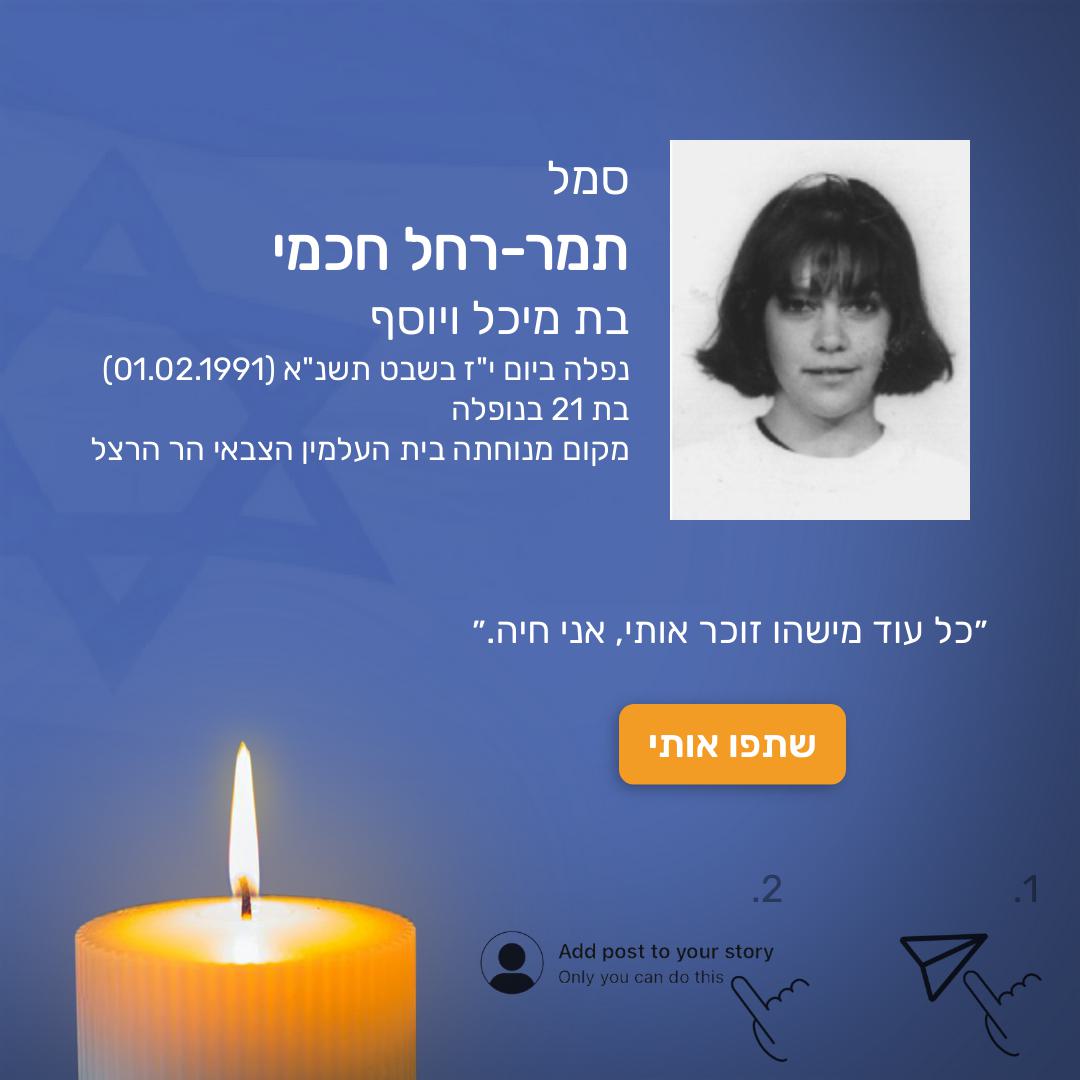 סמל
תמר-רחל חכמי
בת מיכל ויוסף
נפלה ביום י"ז בשבט תשנ"א (01.02.1991)
בת 21 בנופלה
מקום מנוחתה בית העלמין הצבאי הר הרצל
״כל עוד מישהו זוכר אותי, אני חיה.״
שתפו אותי
1.
2.
Add post to your story
Only you can do this